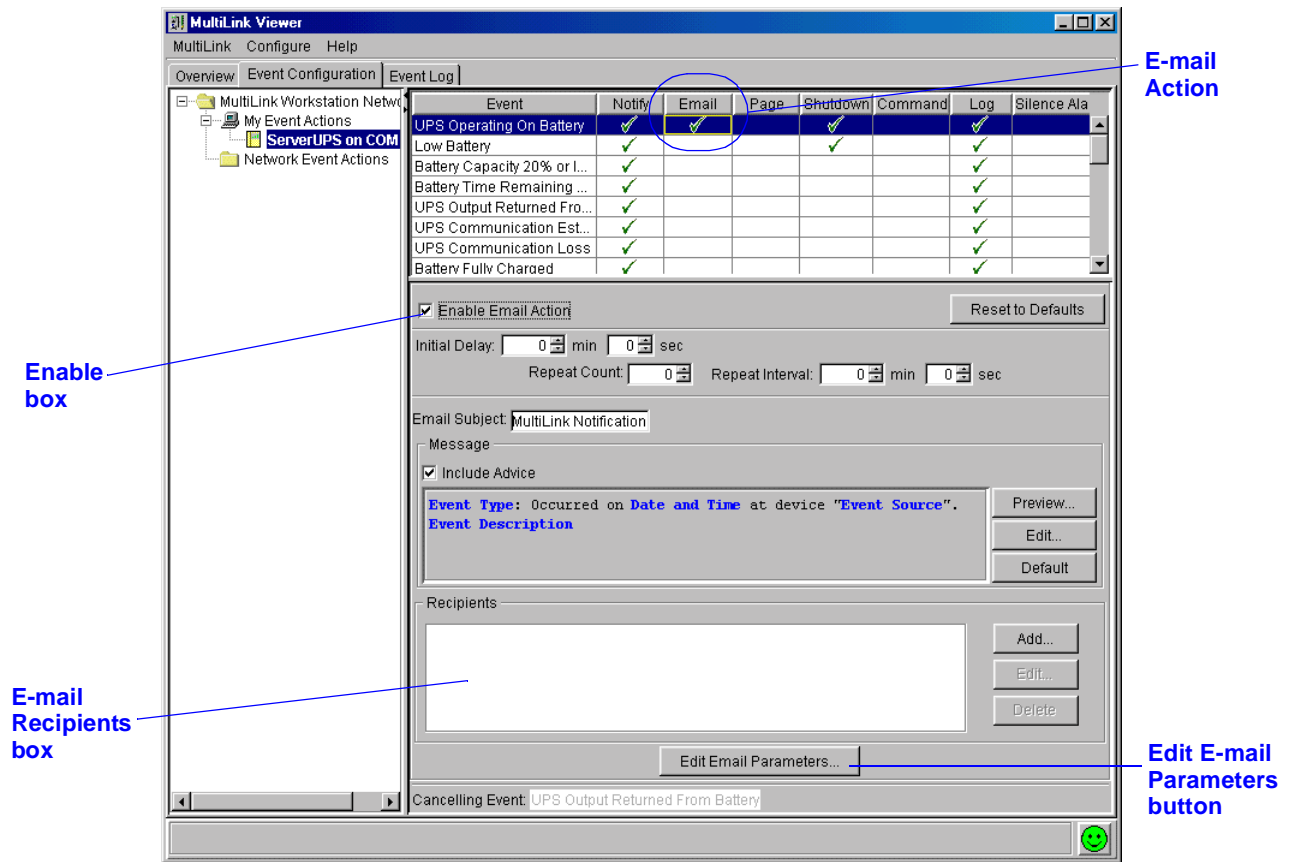 MultiLink Viewer
MultiLink Configure Help
Overview Event Configuration Event Log
E-mail
Action
MultiLink Workstation Netwo
My Event Actions
ServerUPS on COM
Network Event Actions
Event Notify Email Page Shutdown Command Log Silence Ala
UPS Operating On Battery
Low Battery
Battery Capacity 20% or l...
Battery Time Remaining ...
UPS Output Returned Fro...
UPS Communication Est...
UPS Communication Loss
Battery Fully Charged
Enable Email Action Reset to Defaults
Enable
box
Initial Delay: 0 min 0 sec
Repeat Count: 0 Repeat Interval: 0 min 0 sec
Email Subject: MultiLink Notification
Message
Include Advice
Event Type: Occurred on Date and Time at device "Event Source".
Event Description
Preview...
Edit...
Default
Recipients
Add...
Edit...
Delete
E-mail
Recipients
box
Edit Email Parameters...
Edit E-mail
Parameters
button
Cancelling Event: UPS Output Returned From Battery